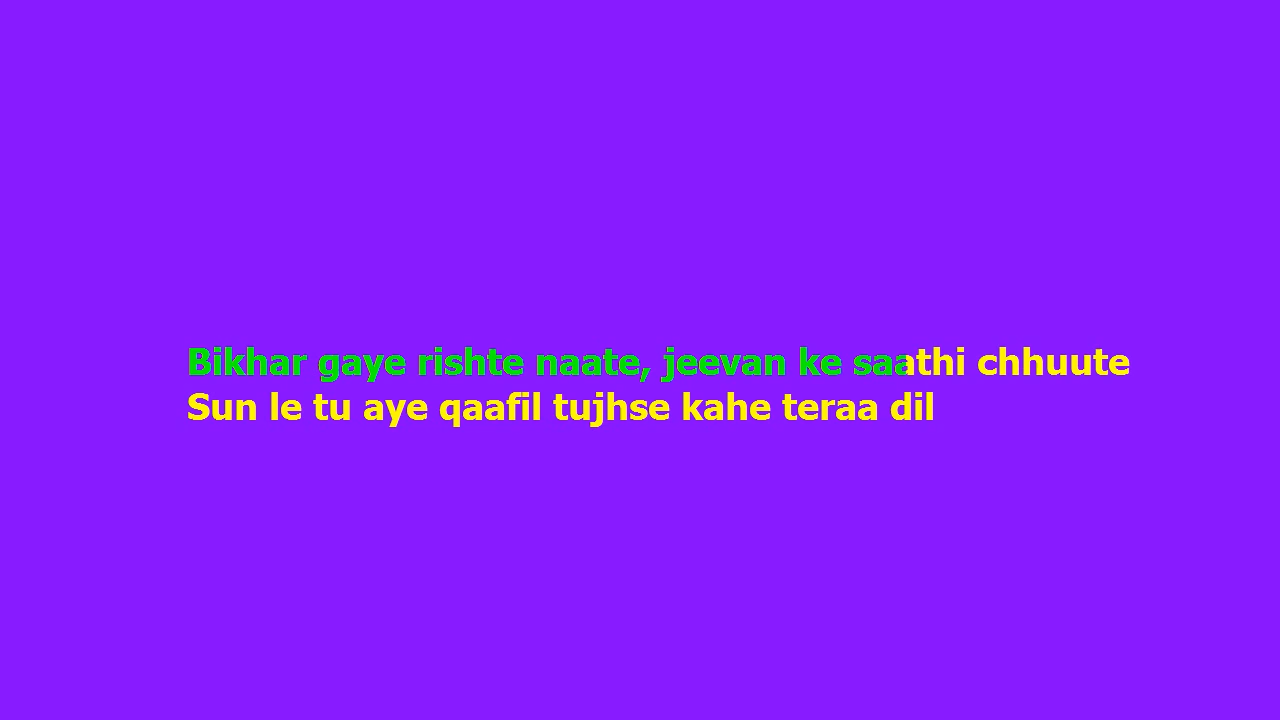 Bikhar gaye rishte naate, jeevan ke saathi chhuute
Sun le tu aye qaafil tujhse kahe teraa dil